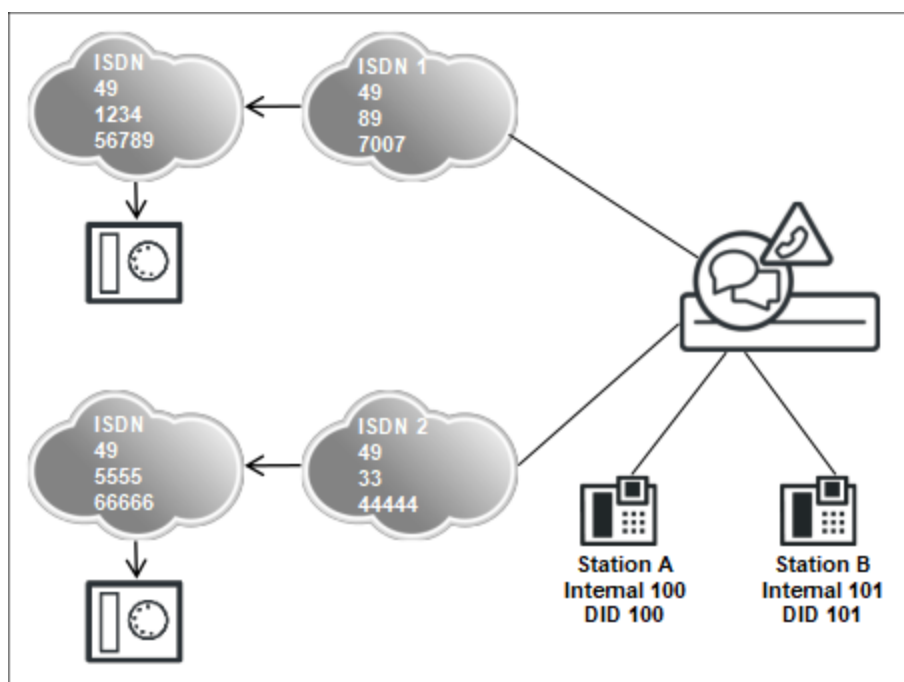 ISDN
49
1234
56789
ISDN 1
49
89
7007
ISDN
49
5555
66666
ISDN 2
49
33
44444
Station A
Internal 100
DID 100
Station B
Internal 101
DID 101